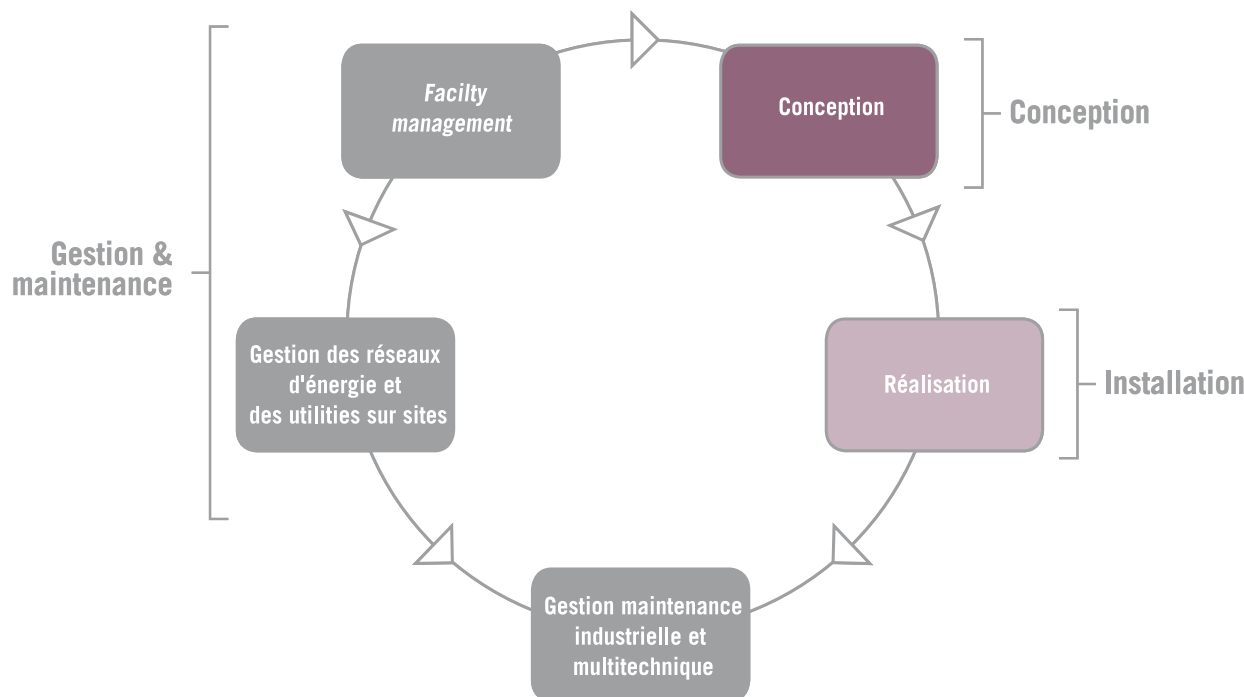 Facilty
management
Conception
Conception
Gestion &
maintenance
Gestion des réseaux
d'énergie et
des utilities sur sites
Réalisation
Installation
Gestion maintenance
industrielle et
multitechnique